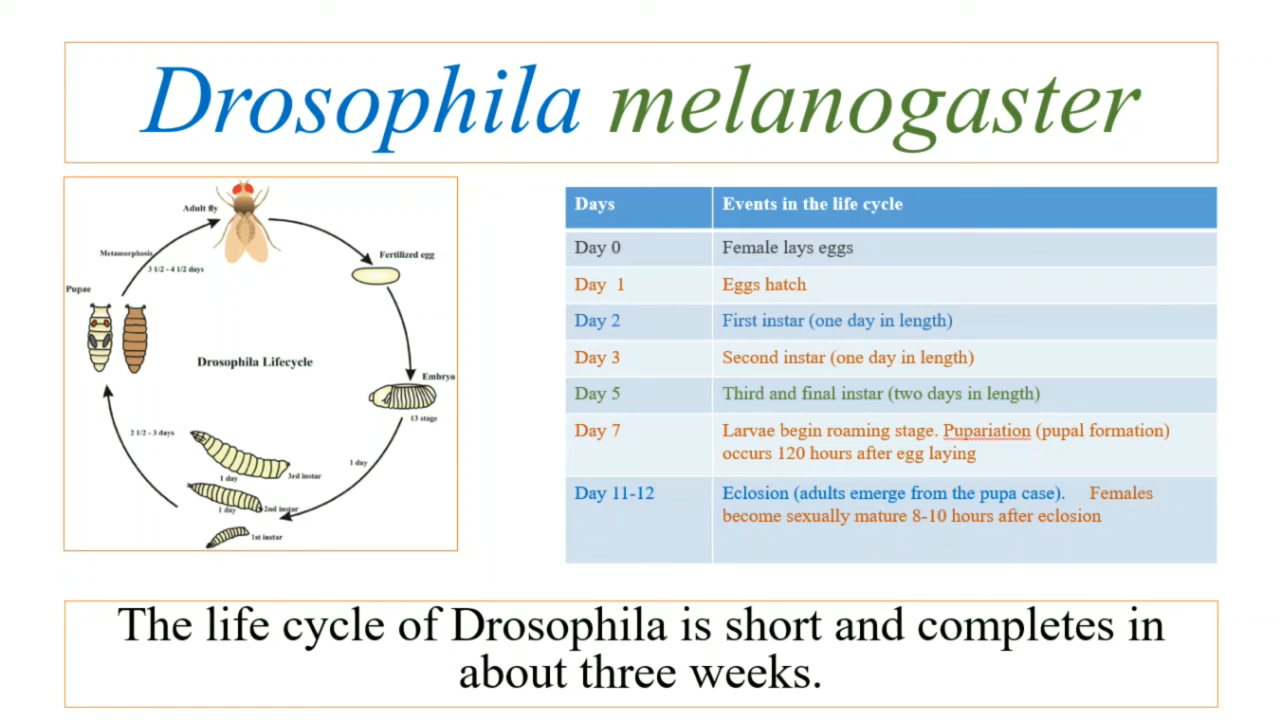 Drosophila melanogaster
Adult fly
Metamorphosis
3 1/2 - 4 1/2 days
Fertilized egg
Pupae
Drosophila Lifecycle
Embryo
13 stage
2 1/2 - 3 days
1 day
3rd instar
1 day
2nd instar
1 day
1st instar
Days Events in the life cycle
Day 0 Female lays eggs
Day 1 Eggs hatch
Day 2 First instar (one day in length)
Day 3 Second instar (one day in length)
Day 5 Third and final instar (two days in length)
Day 7 Larvae begin roaming stage. Pupariation (pupal formation)
occurs 120 hours after egg laying
Day 11-12 Eclosion (adults emerge from the pupa case). Females
become sexually mature 8-10 hours after eclosion
The life cycle of Drosophila is short and completes in
about three weeks.